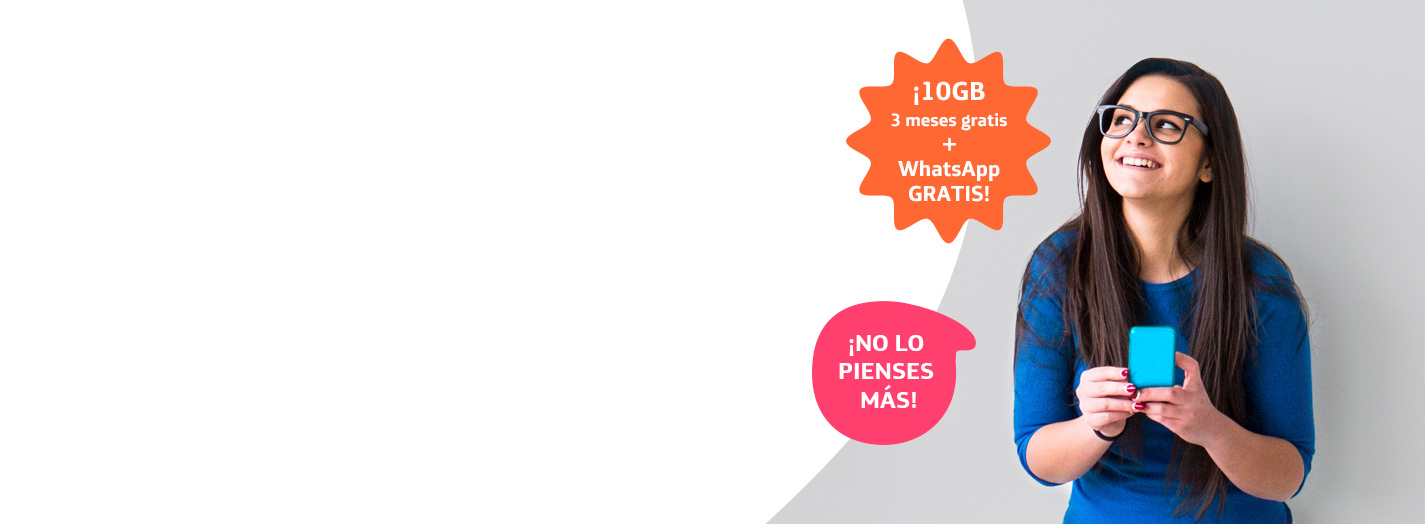 ¡10GB
3 meses gratis
+
WhatsApp
GRATIS!
¡NO LO
PIENSES
MÁS!